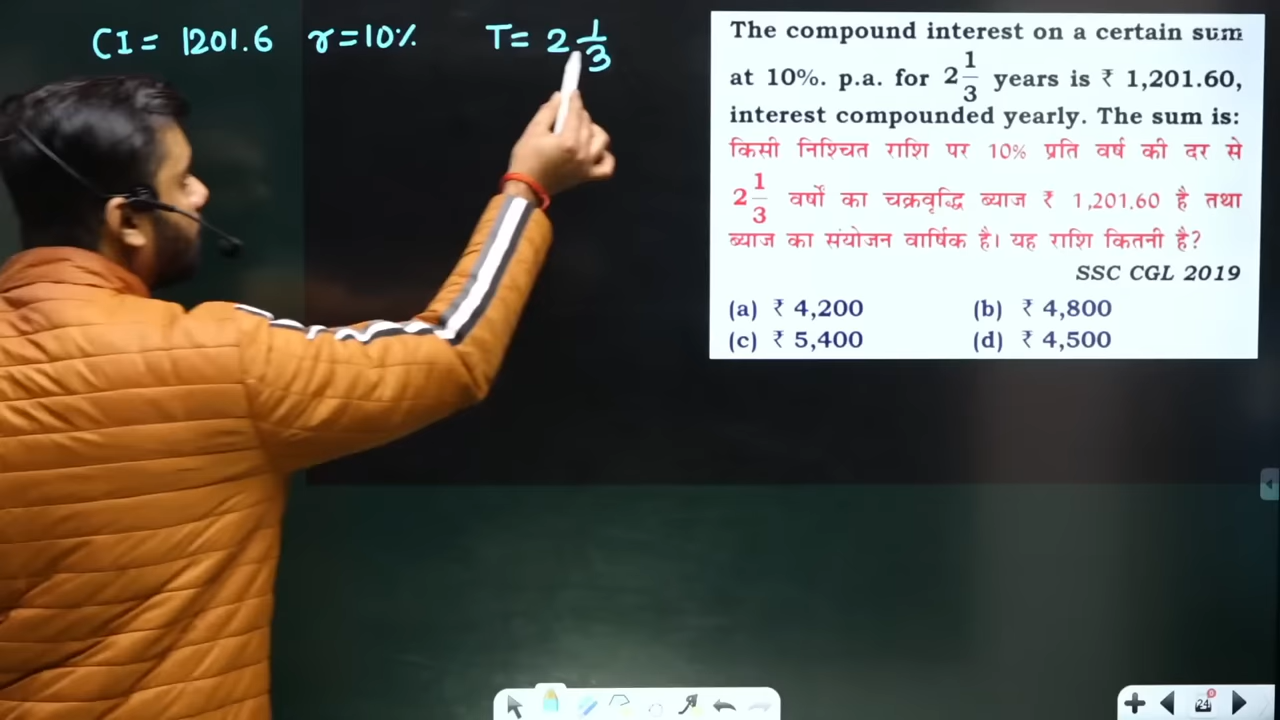 CI = 1201.6 r = 10% T = 2 1/3
The compound interest on a certain sum
at 10%. p.a. for 2 1/3 years is ₹ 1,201.60,
interest compounded yearly. The sum is:
किसी निश्चित राशि पर 10% प्रति वर्ष की दर से
2 1/3 वर्षों का चक्रवृद्धि ब्याज ₹ 1,201.60 है तथा
ब्याज का संयोजन वार्षिक है। यह राशि कितनी है?
SSC CGL 2019
(a) ₹ 4,200 (b) ₹ 4,800
(c) ₹ 5,400 (d) ₹ 4,500
24